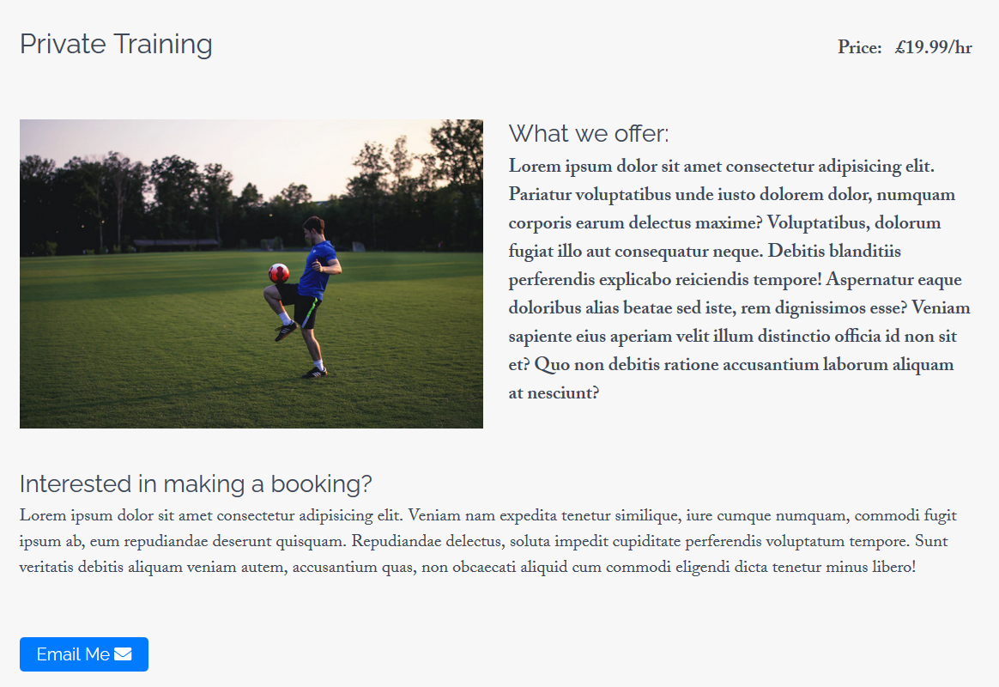 Private Training
Price: £19.99/hr
What we offer:
Lorem ipsum dolor sit amet consectetur adipisicing elit.
Pariatur voluptatibus unde iusto dolorem dolor, numquam
corporis earum delectus maxime? Voluptatibus, dolorum
fugiat illo aut consequatur neque. Debitis blanditiis
perferendis explicabo reiciendis tempore! Aspernatur eaque
doloribus alias beatae sed iste, rem dignissimos esse? Veniam
sapiente eius aperiam velit illum distinctio officia id non sit
et? Quo non debitis ratione accusantium laborum aliquam
at nesciunt?
Interested in making a booking?
Lorem ipsum dolor sit amet consectetur adipisicing elit. Veniam nam expedita tenetur similique, iure cumque numquam, commodi fugit
ipsum ab, eum repudiandae deserunt quisquam. Repudiandae delectus, soluta impedit cupiditate perferendis voluptatum tempore. Sunt
veritatis debitis aliquam veniam autem, accusantium quas, non obcaecati aliquid cum commodi eligendi dicta tenetur minus libero!
Email Me